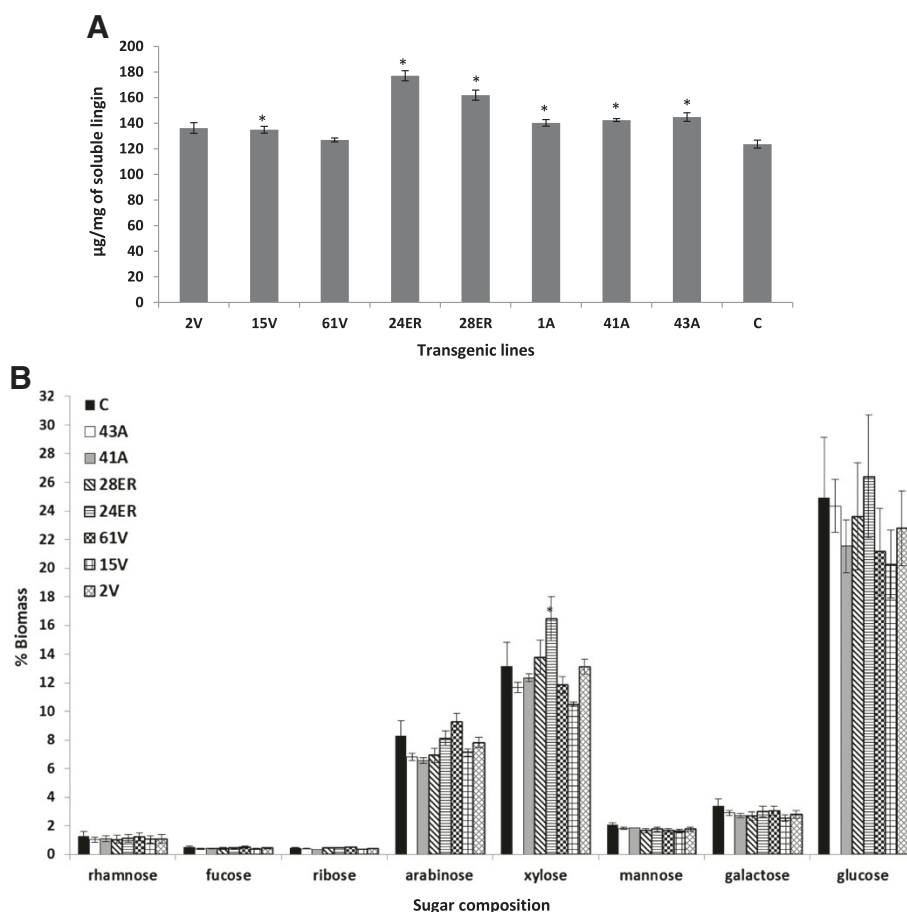 A
200
180
160
140
120
100
80
60
40
20
0
µg/mg of soluble lingin
* * * * * *
2V 15V 61V 24ER 28ER 1A 41A 43A C
Transgenic lines
B
32
30
28
26
24
22
20
18
16
14
12
10
8
6
4
2
0
% Biomass
C
43A
41A
28ER
24ER
61V
15V
2V
*
rhamnose fucose ribose arabinose xylose mannose galactose glucose
Sugar composition